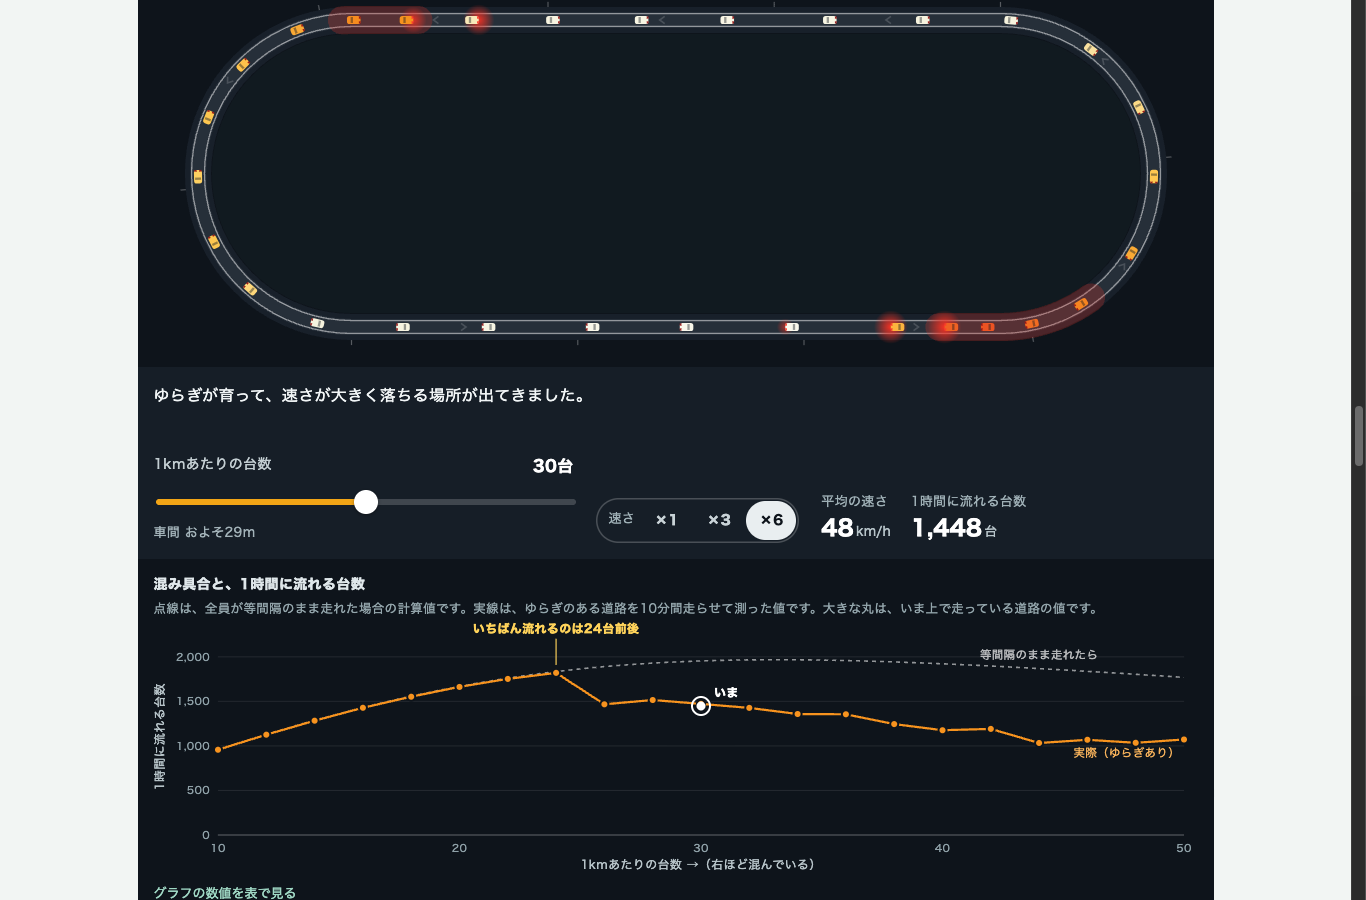 ゆらぎが育って、速さが大きく落ちる場所が出てきました。
1kmあたりの台数
30台
車間 およそ29m
速さ ×1 ×3 ×6
平均の速さ
48km/h
1時間に流れる台数
1,448台
混み具合と、1時間に流れる台数
点線は、全員が等間隔のまま走れた場合の計算値です。実線は、ゆらぎのある道路を10分間走らせて測った値です。大きな丸は、いま上で走っている道路の値です。
いちばん流れるのは24台前後
等間隔のまま走れたら
いま
実際（ゆらぎあり）
1時間に流れる台数
2,000
1,500
1,000
500
0
10 20 30 40 50
1kmあたりの台数 →（右ほど混んでいる）
グラフの数値を表で見る